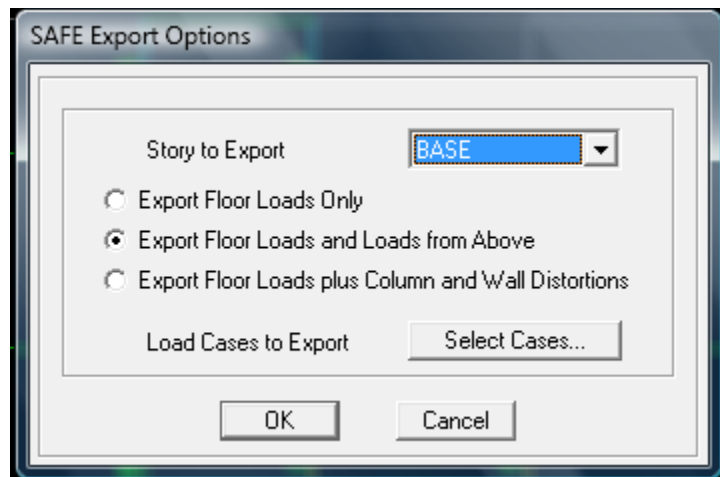 SAFE Export Options
Story to Export BASE
Export Floor Loads Only
Export Floor Loads and Loads from Above
Export Floor Loads plus Column and Wall Distortions
Load Cases to Export Select Cases...
OK Cancel